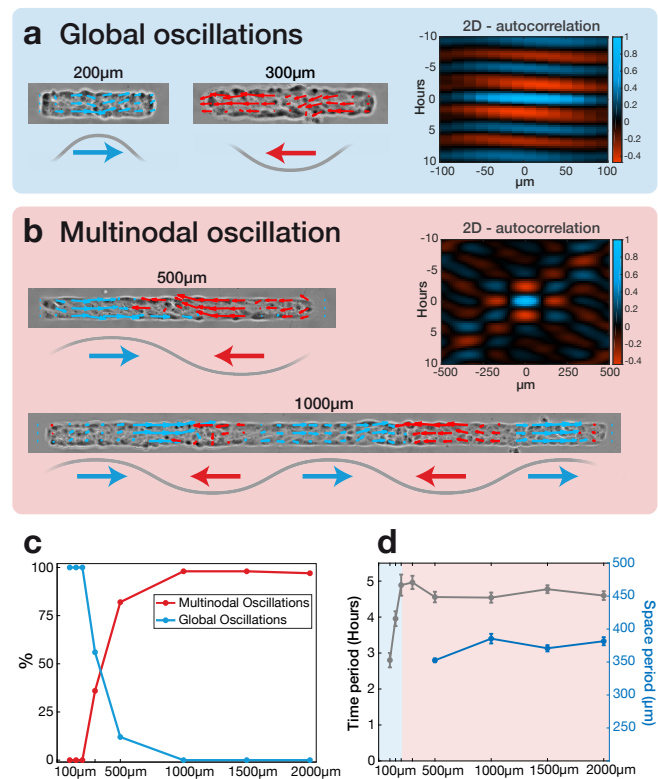 a Global oscillations
200µm
300µm
2D - autocorrelation
Hours
-10
-5
0
5
10
-100 -50 0 50 100
µm
1
0.8
0.6
0.4
0.2
0
-0.2
-0.4
b Multinodal oscillation
500µm
2D - autocorrelation
Hours
-10
-5
0
5
10
-500 -250 0 250 500
µm
1
0.8
0.6
0.4
0.2
0
-0.2
-0.4
1000µm
c
%
100
75
50
25
0
Multinodal Oscillations
Global Oscillations
100µm 500µm 1000µm 1500µm 2000µm
d
Time period (Hours)
5
4
3
2
1
0
500
450
400
350
300
250
Space period
(µm)
100µm 500µm 1000µm 1500µm 2000µm